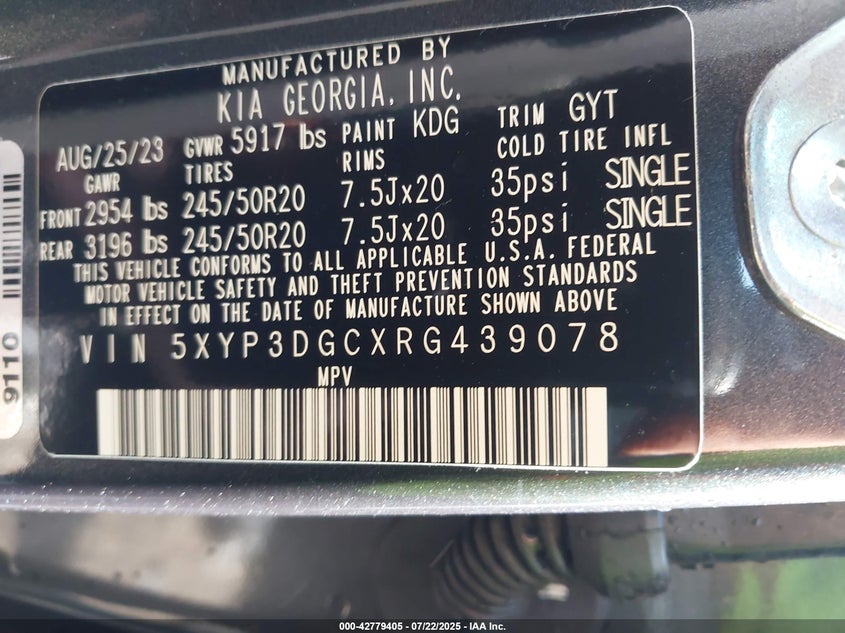 MANUFACTURED BY
KIA GEORGIA, INC.
AUG/25/23 GVWR 5917 lbs PAINT KDG TRIM GYT
GAWR TIRES RIMS COLD TIRE INFL
FRONT 2954 lbs 245/50R20 7.5Jx20 35psi SINGLE
REAR 3196 lbs 245/50R20 7.5Jx20 35psi SINGLE
THIS VEHICLE CONFORMS TO ALL APPLICABLE U.S.A. FEDERAL
MOTOR VEHICLE SAFETY AND THEFT PREVENTION STANDARDS
IN EFFECT ON THE DATE OF MANUFACTURE SHOWN ABOVE
VIN 5XYP3DGCXRG439078
MPV
9110
000-42779405 - 07/22/2025 - IAA Inc.